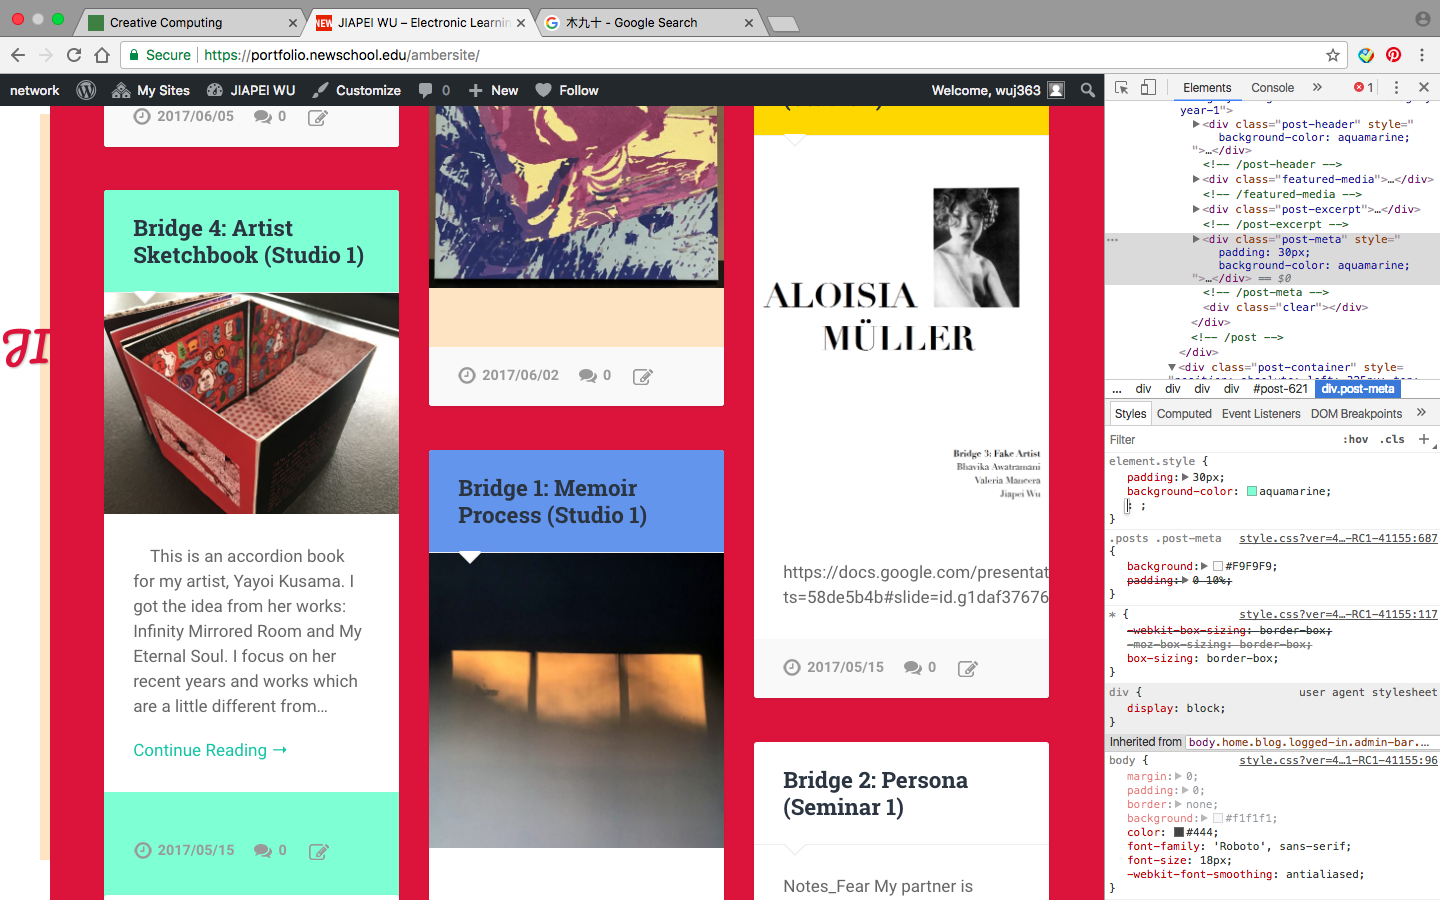 Creative Computing
NEW JIAPEI WU – Electronic Learnin
木九十 - Google Search
Secure https://portfolio.newschool.edu/ambersite/
network My Sites JIAPEI WU Customize 0 New Follow Welcome, wuj363
2017/06/05 0
Bridge 4: Artist
Sketchbook (Studio 1)
JI
This is an accordion book
for my artist, Yayoi Kusama. I
got the idea from her works:
Infinity Mirrored Room and My
Eternal Soul. I focus on her
recent years and works which
are a little different from...
Continue Reading →
2017/05/15 0
2017/06/02 0
Bridge 1: Memoir
Process (Studio 1)
ALOISIA
MÜLLER
Bridge 3: Fake Artist
Bhavika Awatramani
Valeria Mancera
Jiapei Wu
https://docs.google.com/presentat
ts=58de5b4b#slide=id.g1daf37676
2017/05/15 0
Bridge 2: Persona
(Seminar 1)
Notes_Fear My partner is
Elements Console » 1
year-1">
<div class="post-header" style="
background-color: aquamarine;
">…</div>
<!-- /post-header -->
<div class="featured-media">…</div>
<!-- /featured-media -->
<div class="post-excerpt">…</div>
<!-- /post-excerpt -->
<div class="post-meta" style="
padding: 30px;
background-color: aquamarine;
">…</div> == $0
<!-- /post-meta -->
<div class="clear"></div>
</div>
<!-- /post -->
</div>
<div class="post-container" style=
... div div div div #post-621 div.post-meta
Styles Computed Event Listeners DOM Breakpoints »
Filter :hov .cls +
element.style {
padding: 30px;
background-color: aquamarine;
: ;
}
.posts .post-meta style.css?ver=4…-RC1-41155:687
{
background: #F9F9F9;
padding: 0 10%;
}
* { style.css?ver=4…-RC1-41155:117
-webkit-box-sizing: border-box;
-moz-box-sizing: border-box;
box-sizing: border-box;
}
div { user agent stylesheet
display: block;
}
Inherited from body.home.blog.logged-in.admin-bar.…
body { style.css?ver=4…1-RC1-41155:96
margin: 0;
padding: 0;
border: none;
background: #f1f1f1;
color: #444;
font-family: 'Roboto', sans-serif;
font-size: 18px;
-webkit-font-smoothing: antialiased;
}